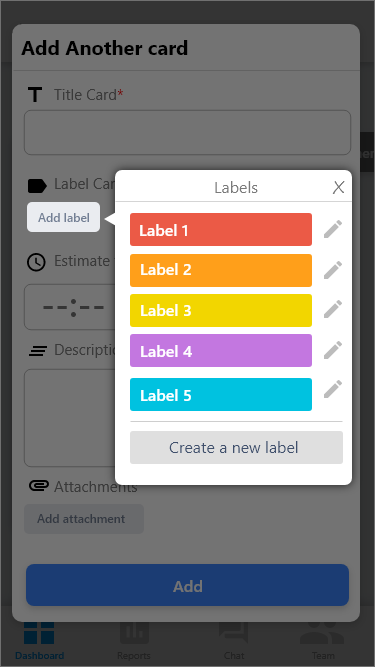 Add Another card
Title Card*
Label Car
Labels X
Add label
Label 1
Label 2
Estimate
Label 3
--:--
Label 4
Descriptio
Label 5
Create a new label
Attachments
Add attachment
Add
Dashboard Reports Chat Team